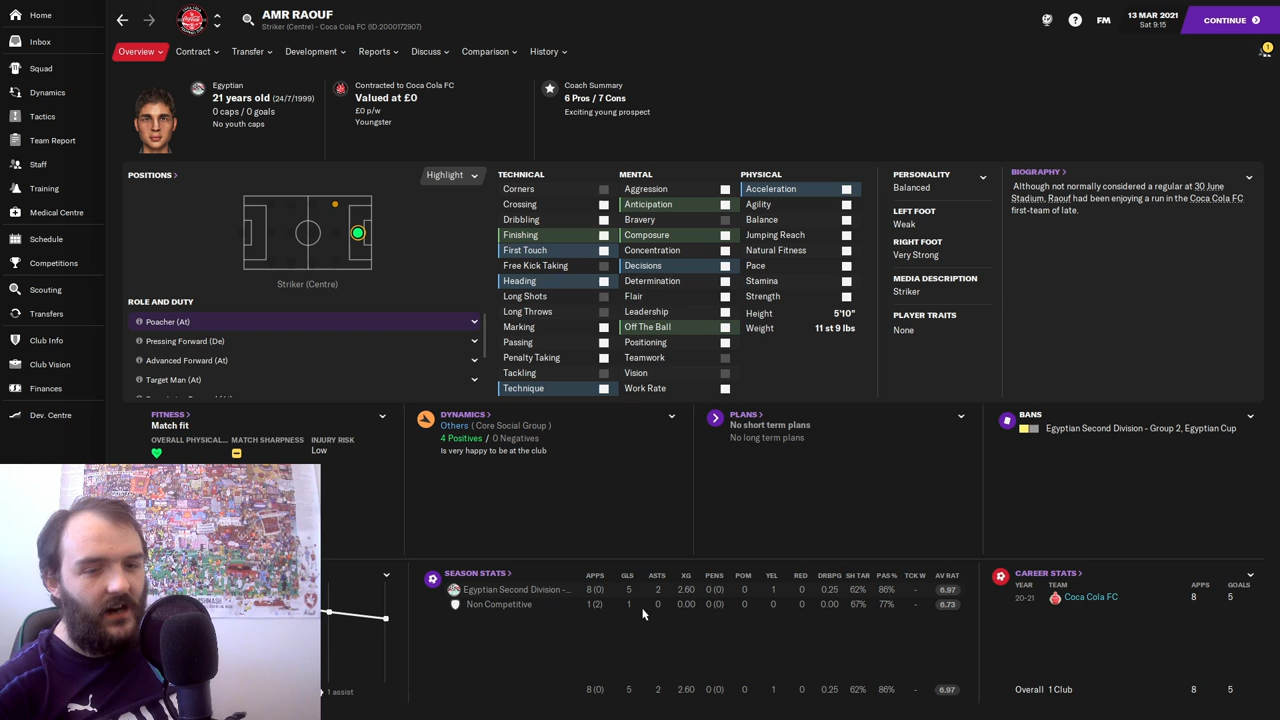 Home
Inbox
Squad
Dynamics
Tactics
Team Report
Staff
Training
Medical Centre
Schedule
Competitions
Scouting
Transfers
Club Info
Club Vision
Finances
Dev. Centre
AMR RAOUF
Striker (Centre) - Coca Cola FC (ID:2000172907)
FM
13 MAR 2021
Sat 9:15
CONTINUE
1
Overview
Contract
Transfer
Development
Reports
Discuss
Comparison
History
Egyptian
21 years old (24/7/1999)
0 caps / 0 goals
No youth caps
Contracted to Coca Cola FC
Valued at £0
£0 p/w
Youngster
Coach Summary
6 Pros / 7 Cons
Exciting young prospect
POSITIONS
Highlight
Striker (Centre)
ROLE AND DUTY
Poacher (At)
Pressing Forward (De)
Advanced Forward (At)
Target Man (At)
TECHNICAL
Corners
Crossing
Dribbling
Finishing
First Touch
Free Kick Taking
Heading
Long Shots
Long Throws
Marking
Passing
Penalty Taking
Tackling
Technique
MENTAL
Aggression
Anticipation
Bravery
Composure
Concentration
Decisions
Determination
Flair
Leadership
Off The Ball
Positioning
Teamwork
Vision
Work Rate
PHYSICAL
Acceleration
Agility
Balance
Jumping Reach
Natural Fitness
Pace
Stamina
Strength
Height 5'10"
Weight 11 st 9 lbs
PERSONALITY
Balanced
LEFT FOOT
Weak
RIGHT FOOT
Very Strong
MEDIA DESCRIPTION
Striker
PLAYER TRAITS
None
BIOGRAPHY
Although not normally considered a regular at 30 June
Stadium, Raouf had been enjoying a run in the Coca Cola FC
first-team of late.
FITNESS
Match fit
OVERALL PHYSICAL... MATCH SHARPNESS INJURY RISK
Low
DYNAMICS
Others ( Core Social Group )
4 Positives / 0 Negatives
Is very happy to be at the club
PLANS
No short term plans
No long term plans
BANS
Egyptian Second Division - Group 2, Egyptian Cup
1 assist
SEASON STATS APPS GLS ASTS XG PENS POM YEL RED DRBPG SH TAR PAS% TCK W AV RAT
Egyptian Second Division -... 8 (0) 5 2 2.60 0 (0) 0 1 0 0.25 62% 86% - 6.97
Non Competitive 1 (2) 1 0 0.00 0 (0) 0 0 0 0.00 67% 77% - 6.73
8 (0) 5 2 2.60 0 (0) 0 1 0 0.25 62% 86% - 6.97
CAREER STATS
YEAR TEAM APPS GOALS
20-21 Coca Cola FC 8 5
Overall 1 Club 8 5